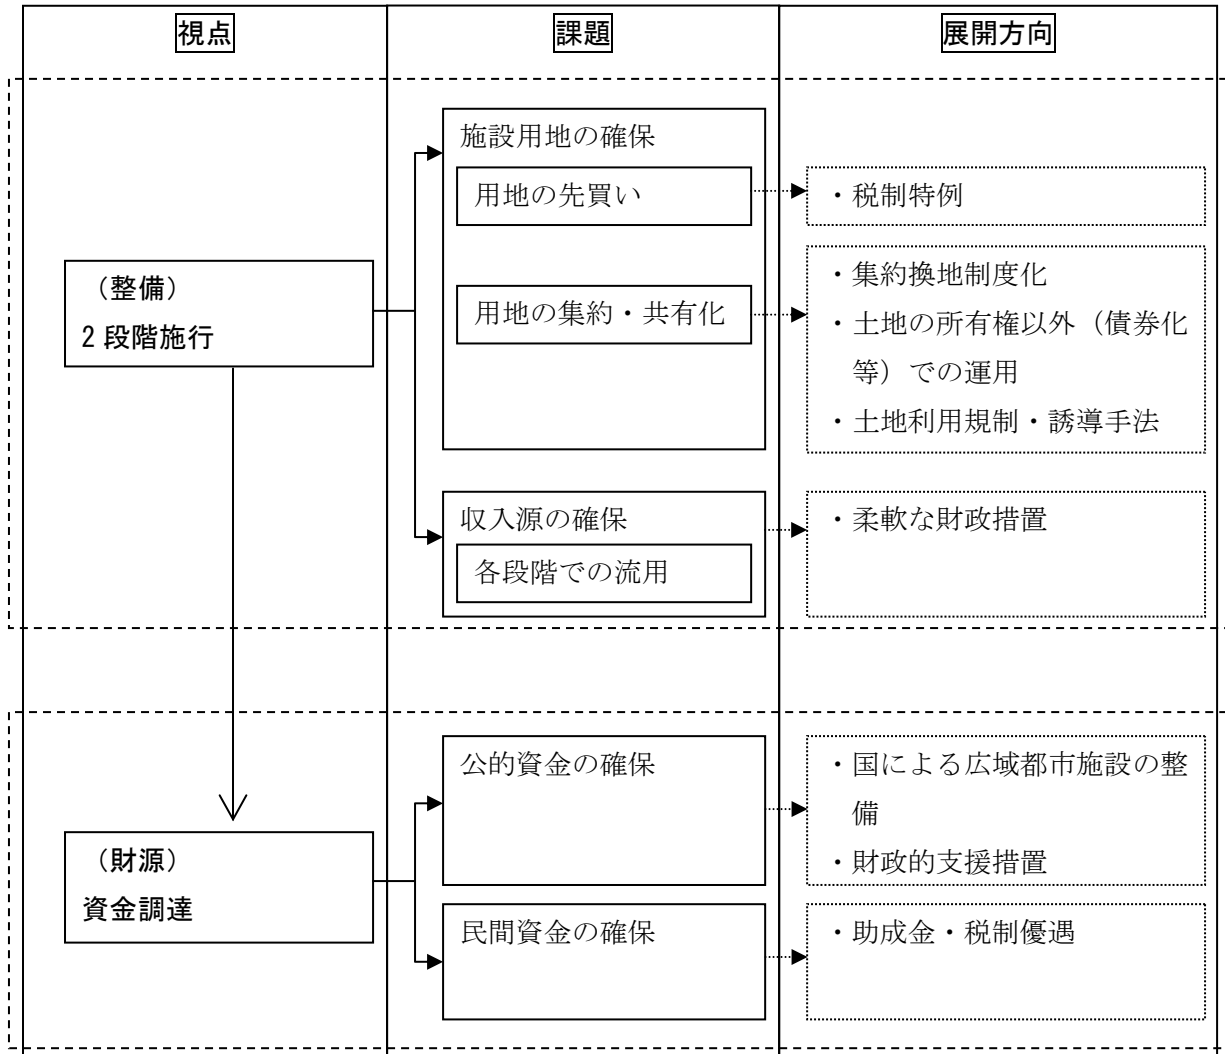 視点
課題
展開方向
施設用地の確保
用地の先買い
・税制特例
(整備)
2段階施行
用地の集約・共有化
・集約換地制度化
・土地の所有権以外(債券化
等)での運用
・土地利用規制・誘導手法
収入源の確保
各段階での流用
・柔軟な財政措置
公的資金の確保
・国による広域都市施設の整
備
・財政的支援措置
(財源)
資金調達
民間資金の確保
・助成金・税制優遇